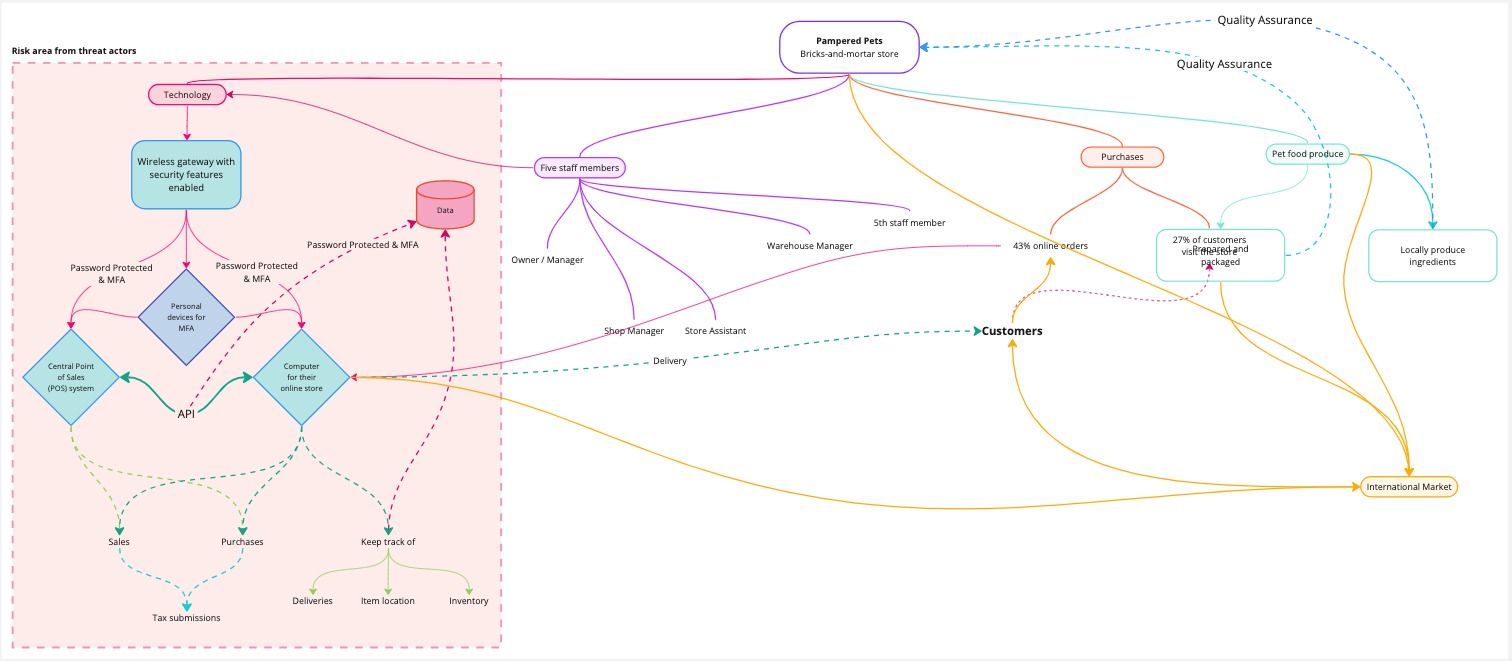 Quality Assurance
Pampered Pets
Bricks-and-mortar store
Risk area from threat actors
Quality Assurance
Technology
Purchases
Pet food produce
Five staff members
Wireless gateway with
security features
enabled
Data
5th staff member
Password Protected & MFA
Owner / Manager
Warehouse Manager
43% online orders
27% of customers
visit the store
Prepared and
packaged
Locally produce
ingredients
Password Protected
& MFA
Password Protected
& MFA
Personal
devices for
MFA
Shop Manager
Store Assistant
Customers
Delivery
Central Point
of Sales
(POS) system
Computer
for their
online store
API
International Market
Sales
Purchases
Keep track of
Deliveries
Item location
Inventory
Tax submissions